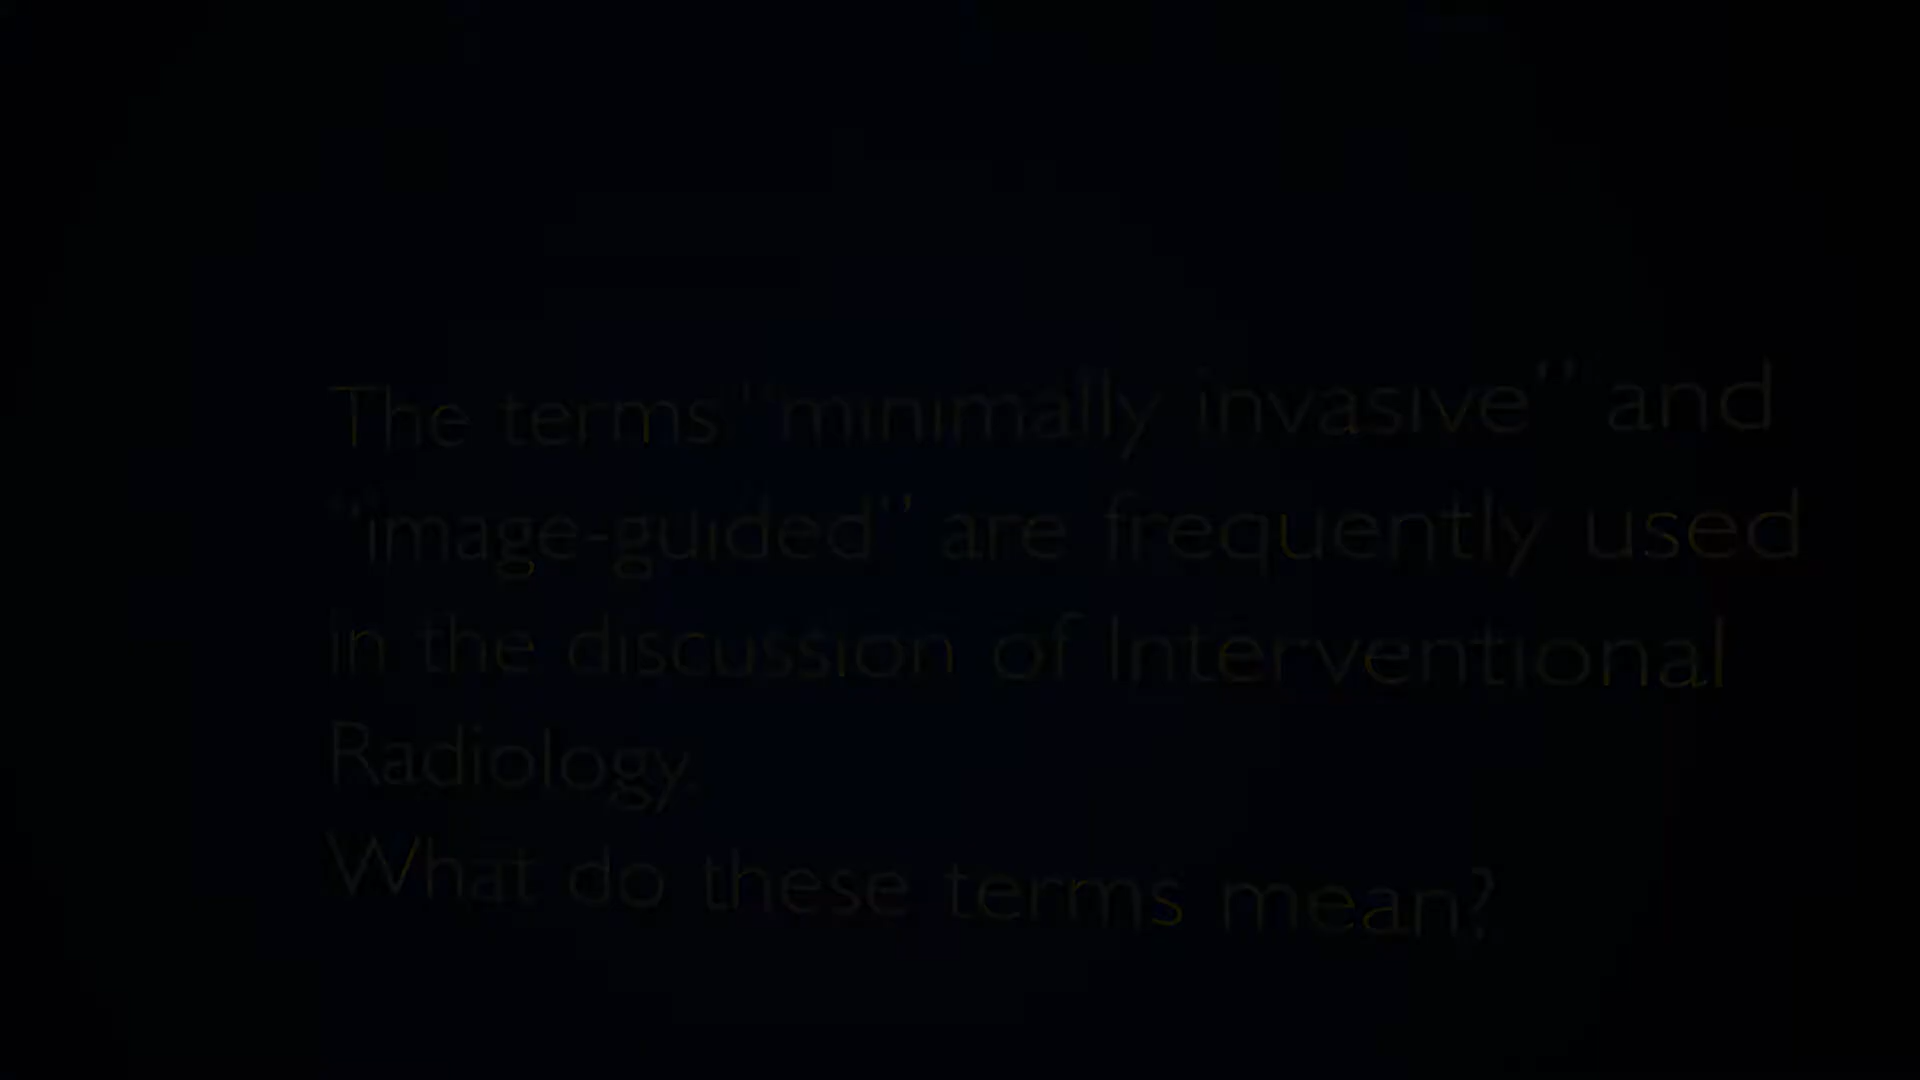 The terms "minimally invasive" and
"image-guided" are frequently used
in the discussion of Interventional
Radiology.
What do these terms mean?